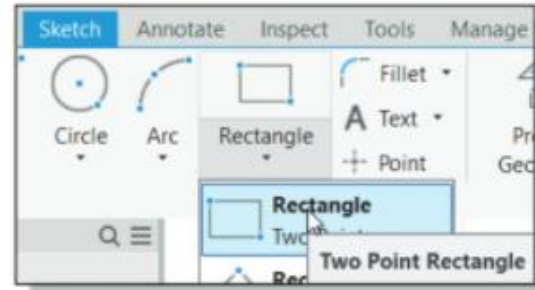 Sketch Annotate Inspect Tools Manage
Fillet
Text
Circle Arc Rectangle
Point
Rectangle
Two Point Rectangle